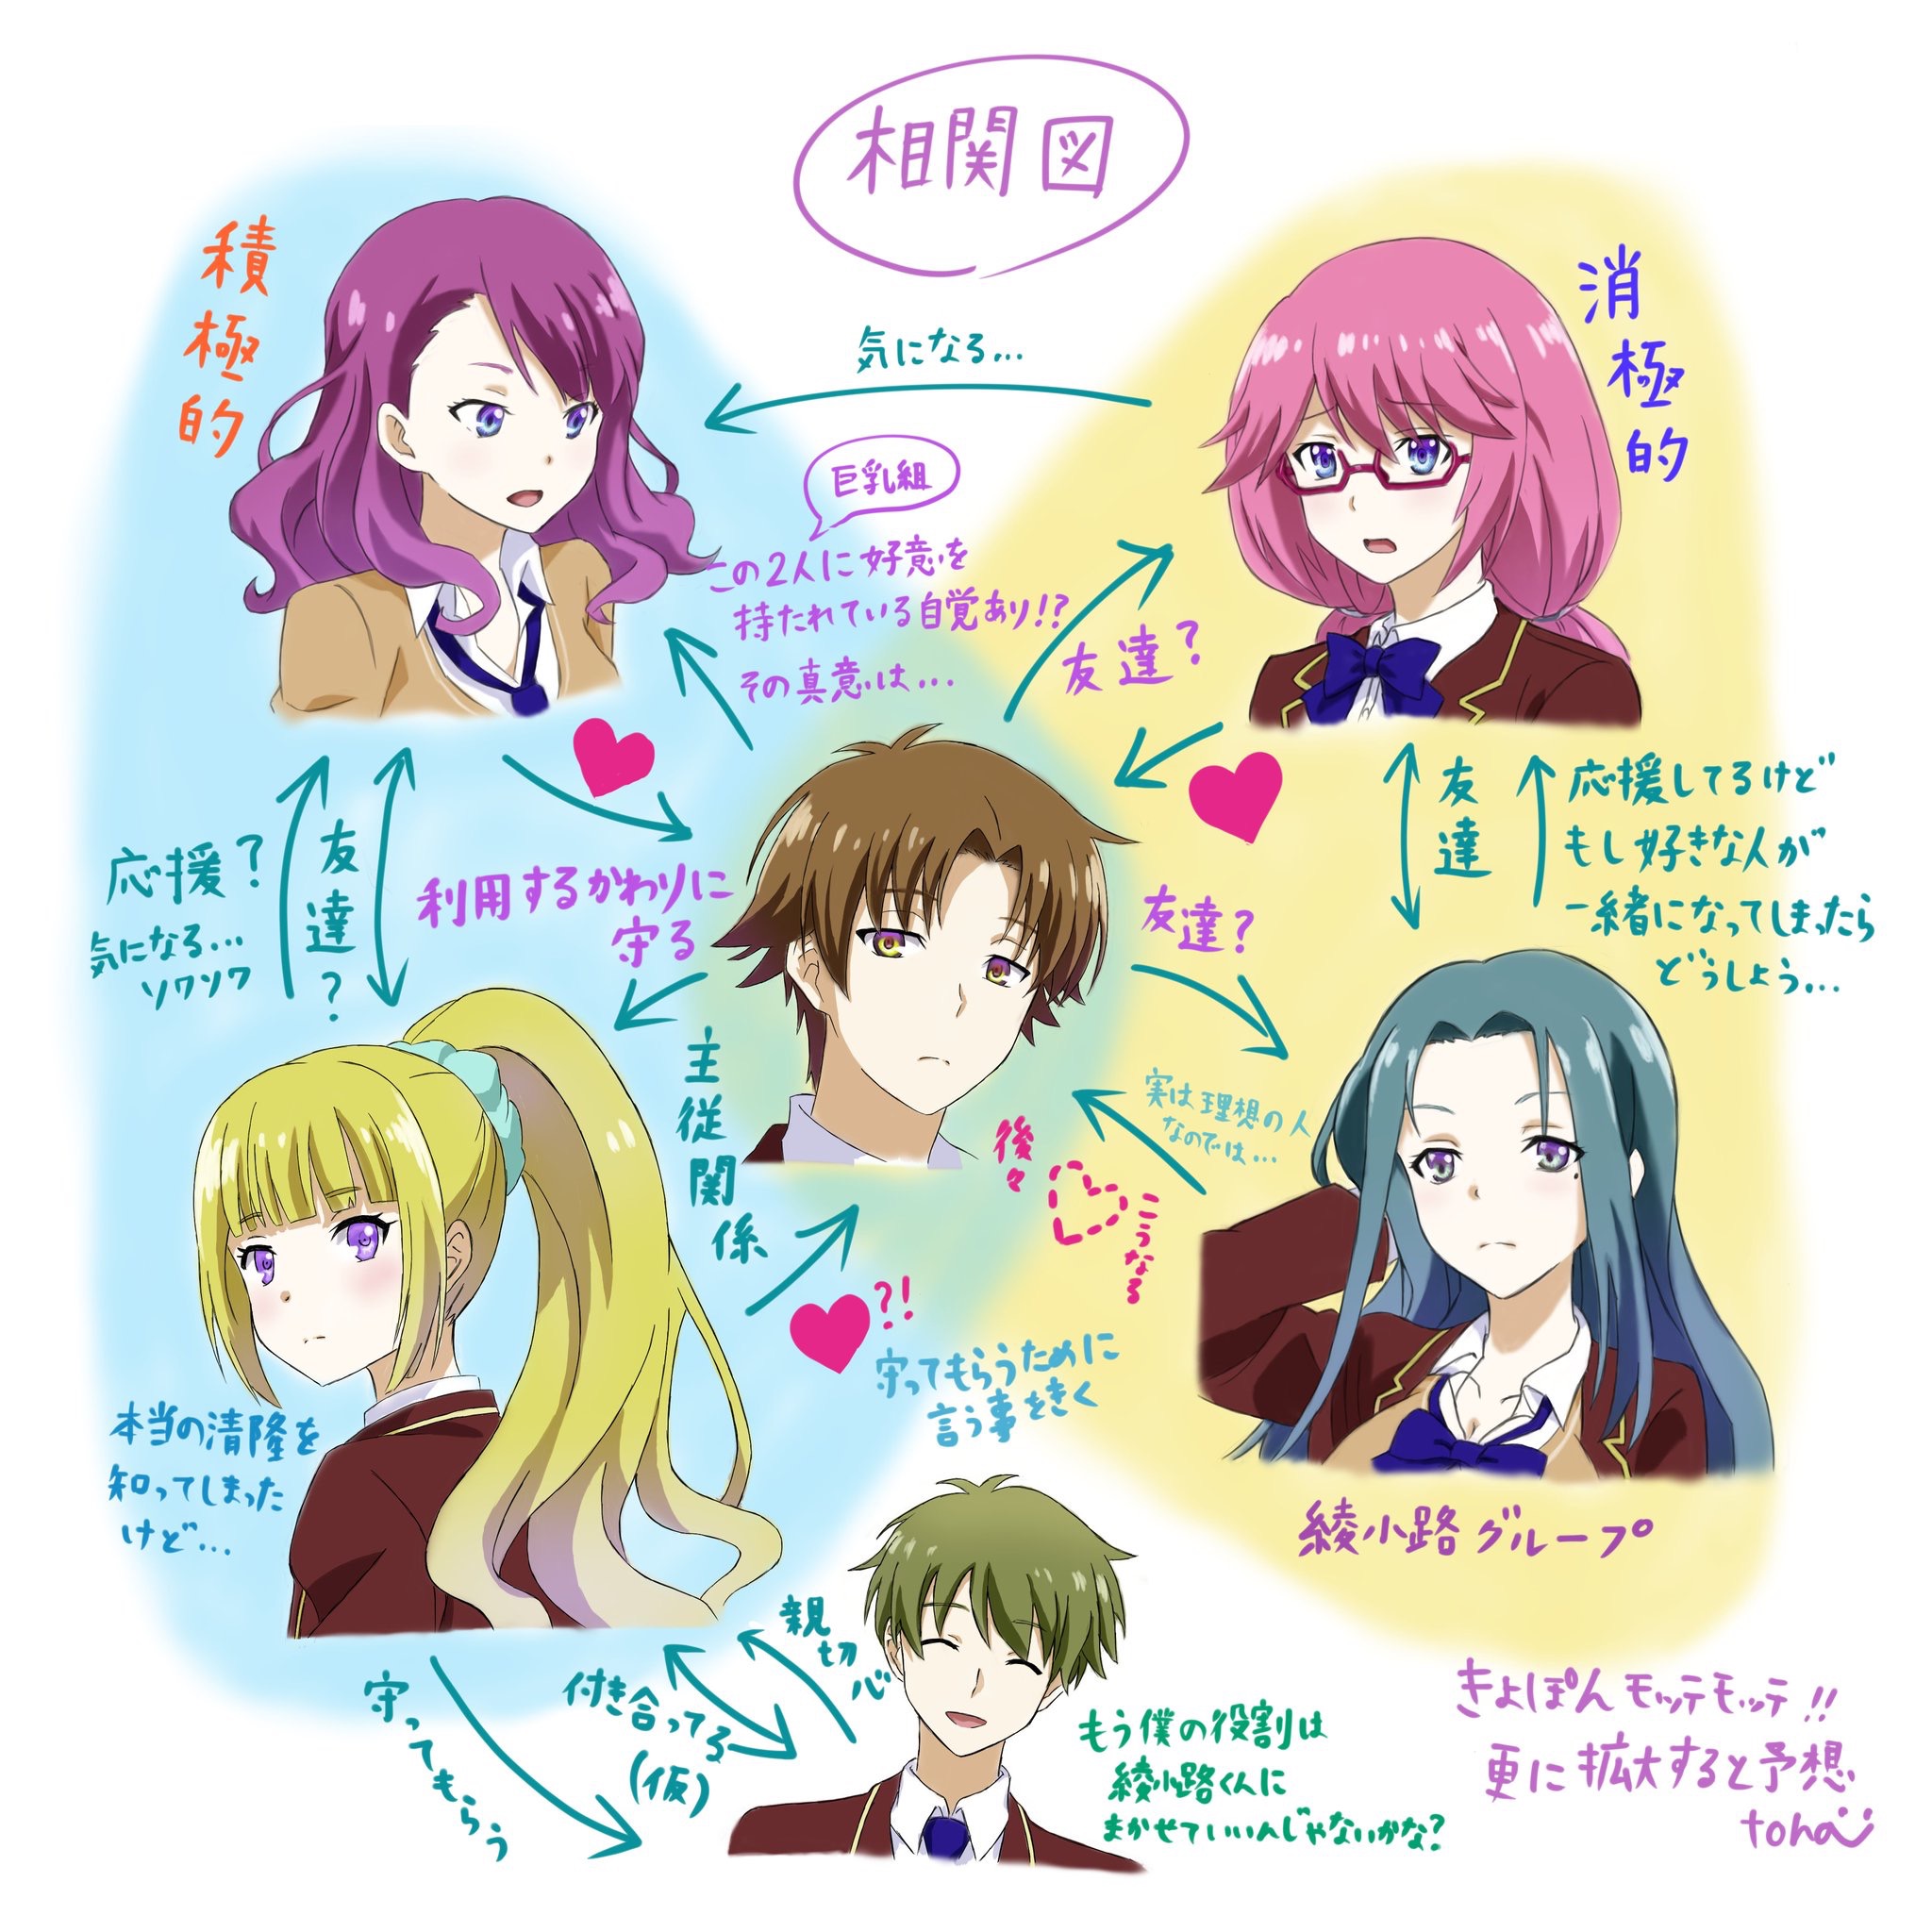 相関図
積極的
消極的
気になる…
巨乳組
この2人に好意を
持たれている自覚あり!?
その真意は…
友達?
応援?
気になる…
ソワソワ
友達?
利用するかわりに
守る
友達?
友達
応援してるけど
もし好きな人が
一緒になってしまったら
どうしよう…
主従関係
実は理想の人
なのでは…
後々
こうなる
?!
守ってもらうために
言う事をきく
本当の清隆を
知ってしまった
けど…
綾小路グループ
親切心
付き合ってる
(仮)
守ってもらう
もう僕の役割は
綾小路くんに
まかせていいんじゃないかな?
きよぽんモッテモッテ!!
更に拡大すると予想
toha